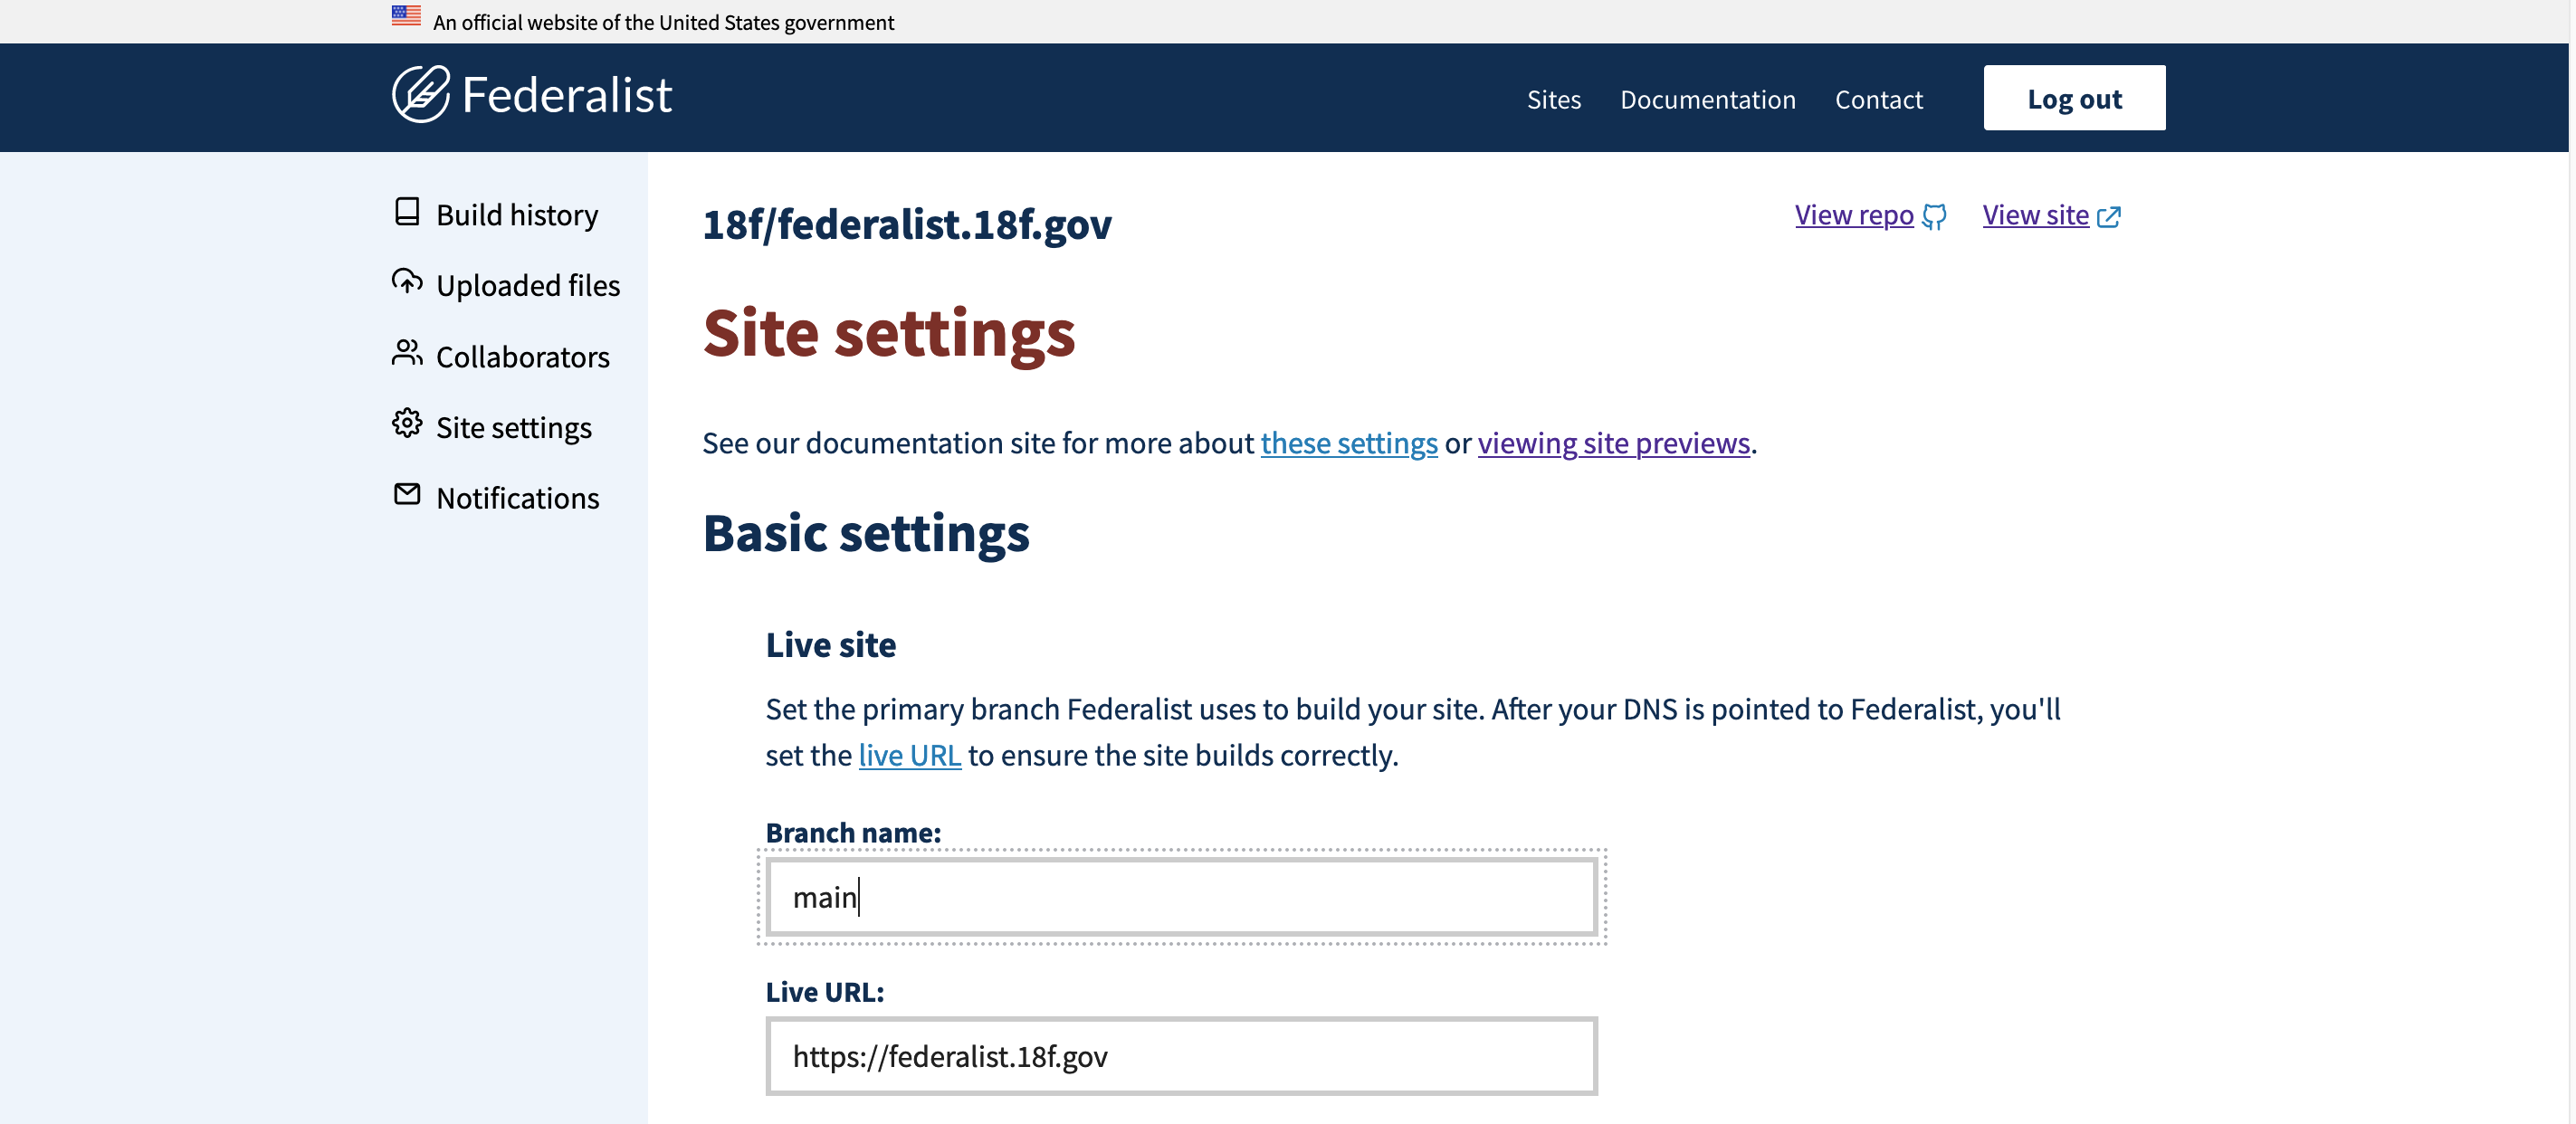 An official website of the United States government
Federalist
Sites
Documentation
Contact
Log out
Build history
Uploaded files
Collaborators
Site settings
Notifications
18f/federalist.18f.gov
View repo
View site
Site settings
See our documentation site for more about these settings or viewing site previews.
Basic settings
Live site
Set the primary branch Federalist uses to build your site. After your DNS is pointed to Federalist, you'll
set the live URL to ensure the site builds correctly.
Branch name:
main
Live URL:
https://federalist.18f.gov